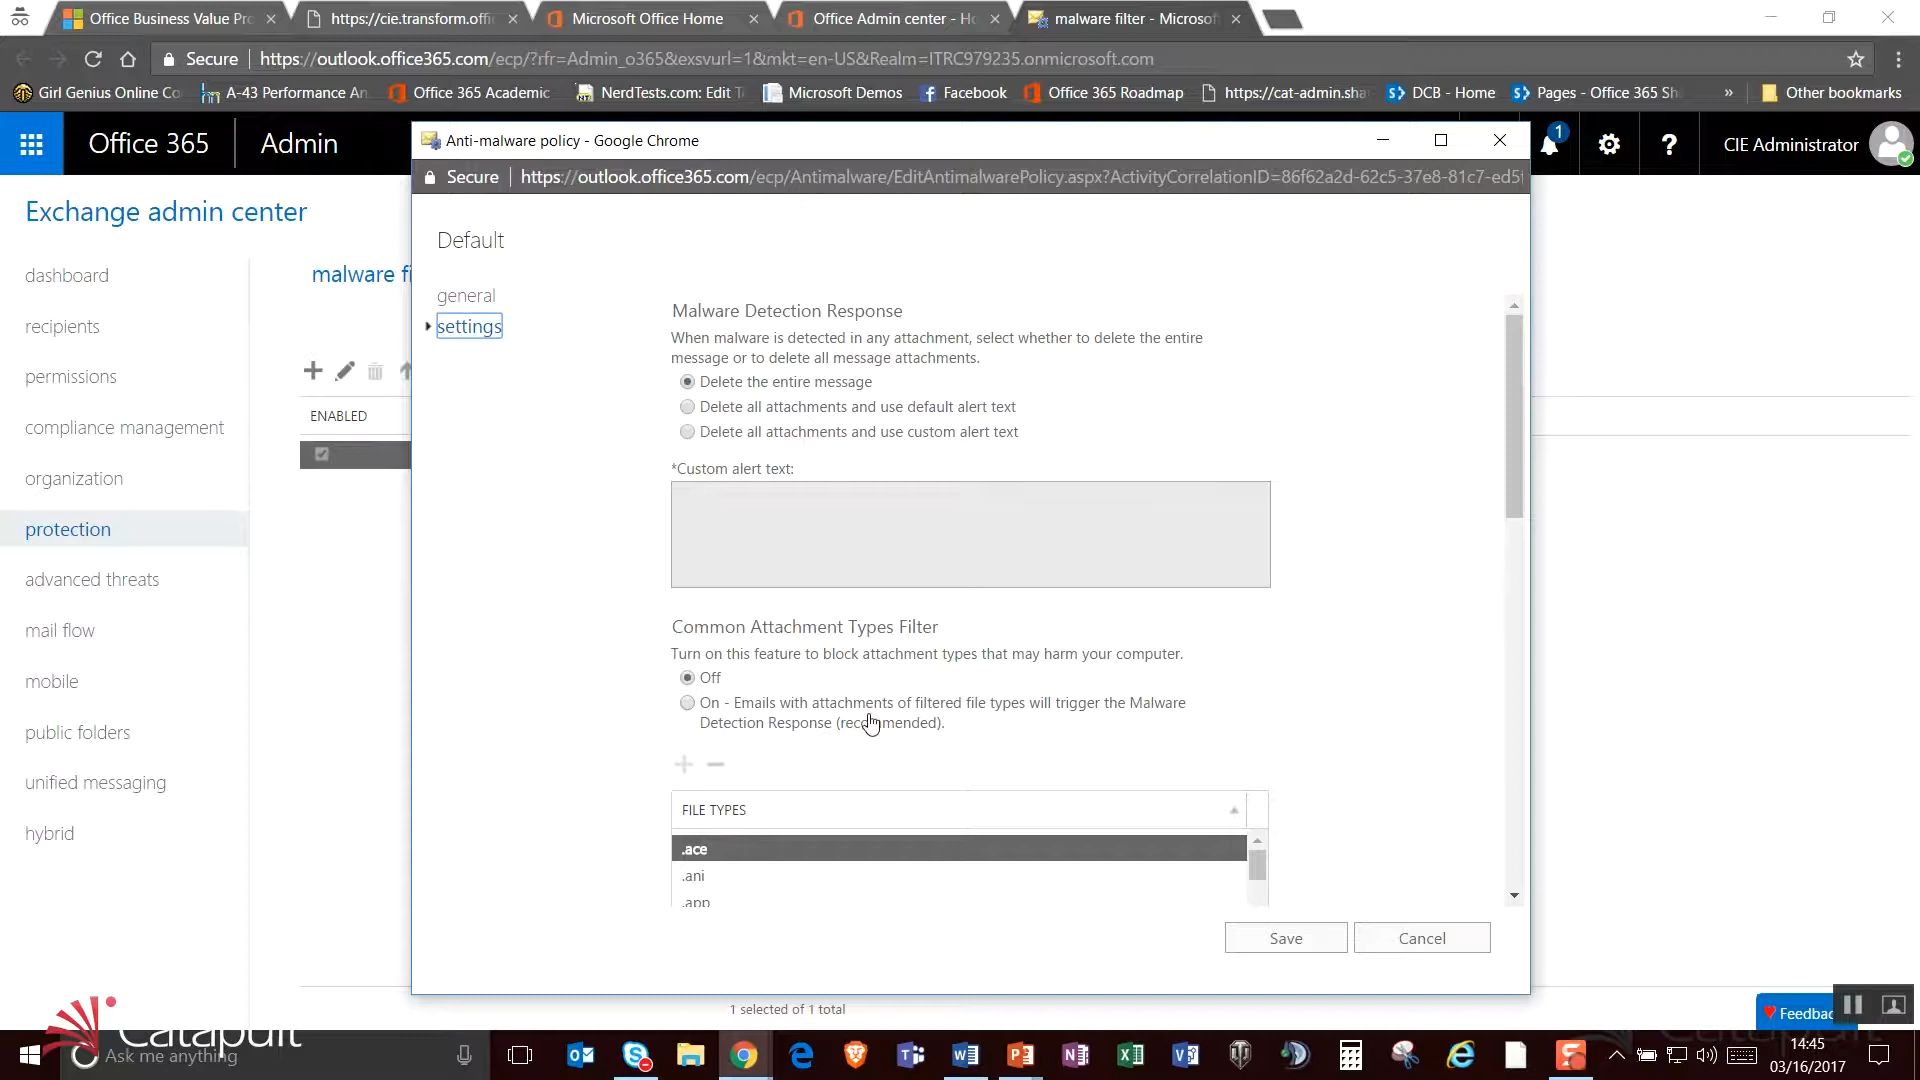 Office Business Value Pro
https://cie.transform.offi
Microsoft Office Home
Office Admin center - Ho
malware filter - Microsof
Secure
https://outlook.office365.com/ecp/?rfr=Admin_o365&exsvurl=1&mkt=en-US&Realm=ITRC979235.onmicrosoft.com
Girl Genius Online Co
A-43 Performance An
Office 365 Academic
NerdTests.com: Edit T
Microsoft Demos
Facebook
Office 365 Roadmap
https://cat-admin.sha
DCB - Home
Pages - Office 365 Sh
»
Other bookmarks
Office 365
Admin
1
?
CIE Administrator
Anti-malware policy - Google Chrome
Secure
https://outlook.office365.com/ecp/Antimalware/EditAntimalwarePolicy.aspx?ActivityCorrelationID=86f62a2d-62c5-37e8-81c7-ed5f
Exchange admin center
dashboard
recipients
permissions
compliance management
organization
protection
advanced threats
mail flow
mobile
public folders
unified messaging
hybrid
malware fi
ENABLED
Default
general
settings
Malware Detection Response
When malware is detected in any attachment, select whether to delete the entire
message or to delete all message attachments.
Delete the entire message
Delete all attachments and use default alert text
Delete all attachments and use custom alert text
*Custom alert text:
Common Attachment Types Filter
Turn on this feature to block attachment types that may harm your computer.
Off
On - Emails with attachments of filtered file types will trigger the Malware
Detection Response (recommended).
FILE TYPES
.ace
.ani
.app
Save
Cancel
1 selected of 1 total
Feedbac
Catapult
Ask me anything
14:45
03/16/2017